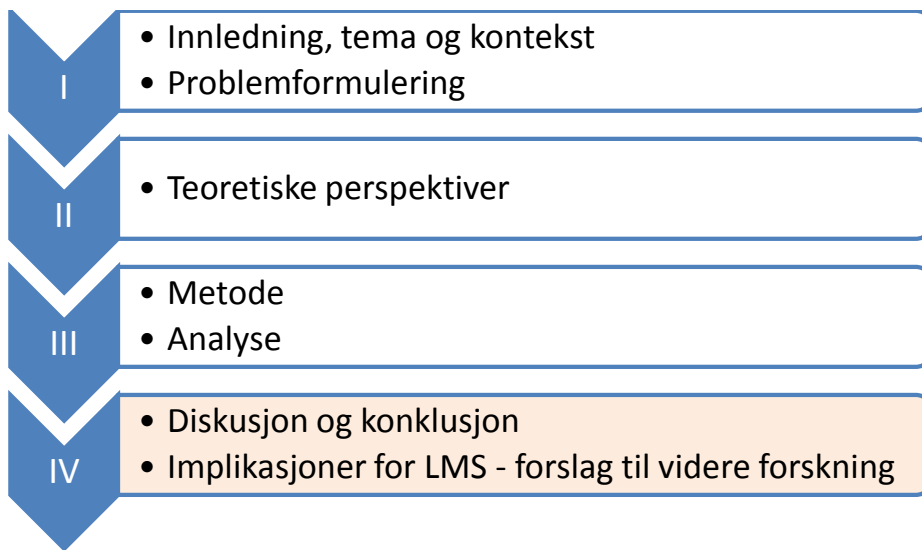 I
• Innledning, tema og kontekst
• Problemformulering
II
• Teoretiske perspektiver
III
• Metode
• Analyse
IV
• Diskusjon og konklusjon
• Implikasjoner for LMS - forslag til videre forskning